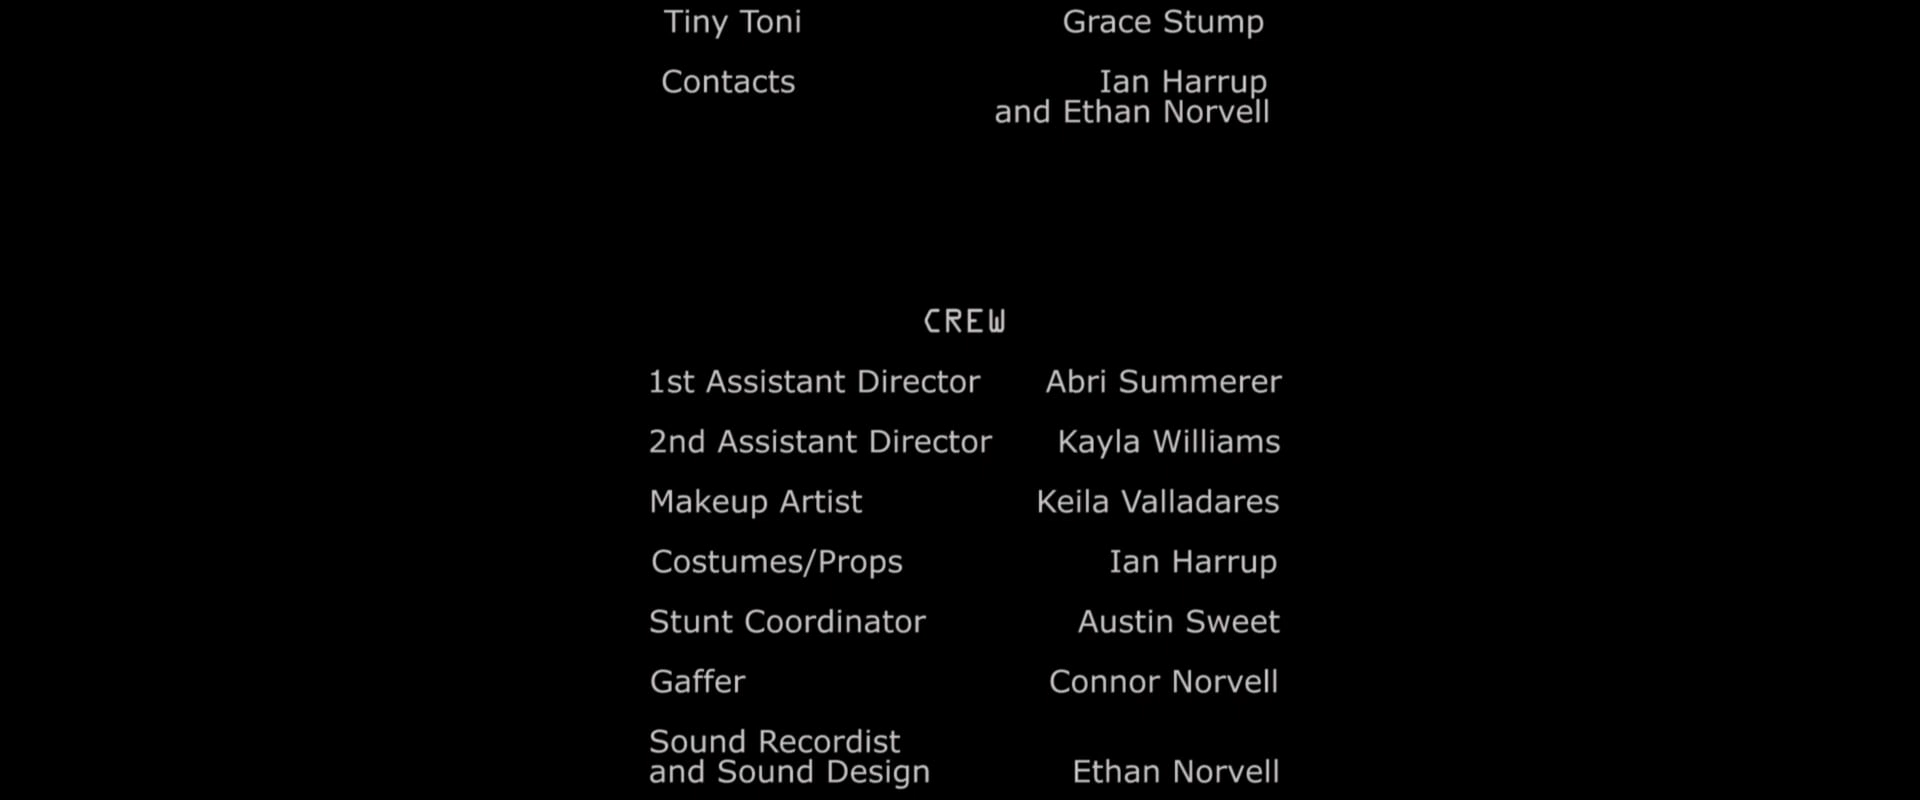 Tiny Toni Grace Stump
Contacts Ian Harrup
and Ethan Norvell
CREW
1st Assistant Director Abri Summerer
2nd Assistant Director Kayla Williams
Makeup Artist Keila Valladares
Costumes/Props Ian Harrup
Stunt Coordinator Austin Sweet
Gaffer Connor Norvell
Sound Recordist
and Sound Design Ethan Norvell